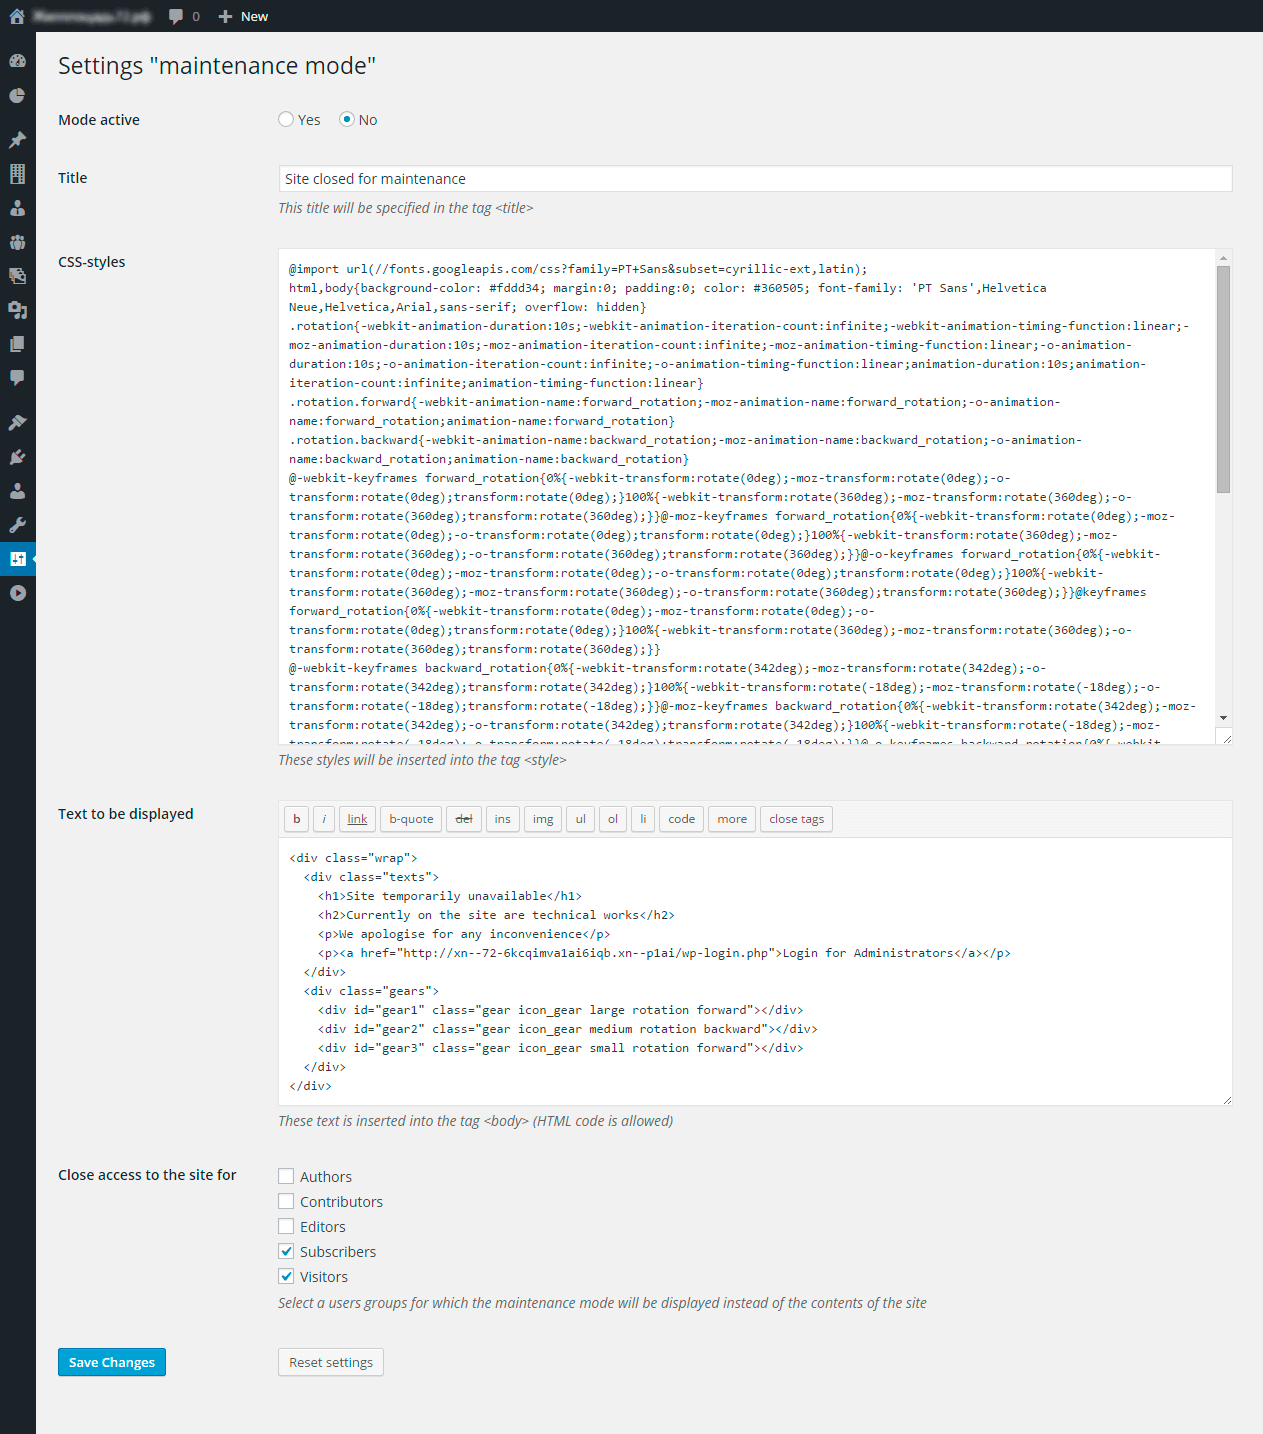 0 New
Settings "maintenance mode"
Mode active
Yes No
Title
Site closed for maintenance
This title will be specified in the tag <title>
CSS-styles
@import url(//fonts.googleapis.com/css?family=PT+Sans&subset=cyrillic-ext,latin);
html,body{background-color: #fddd34; margin:0; padding:0; color: #360505; font-family: 'PT Sans',Helvetica
Neue,Helvetica,Arial,sans-serif; overflow: hidden}
.rotation{-webkit-animation-duration:10s;-webkit-animation-iteration-count:infinite;-webkit-animation-timing-function:linear;-
moz-animation-duration:10s;-moz-animation-iteration-count:infinite;-moz-animation-timing-function:linear;-o-animation-
duration:10s;-o-animation-iteration-count:infinite;-o-animation-timing-function:linear;animation-duration:10s;animation-
iteration-count:infinite;animation-timing-function:linear}
.rotation.forward{-webkit-animation-name:forward_rotation;-moz-animation-name:forward_rotation;-o-animation-
name:forward_rotation;animation-name:forward_rotation}
.rotation.backward{-webkit-animation-name:backward_rotation;-moz-animation-name:backward_rotation;-o-animation-
name:backward_rotation;animation-name:backward_rotation}
@-webkit-keyframes forward_rotation{0%{-webkit-transform:rotate(0deg);-moz-transform:rotate(0deg);-o-
transform:rotate(0deg);transform:rotate(0deg);}100%{-webkit-transform:rotate(360deg);-moz-transform:rotate(360deg);-o-
transform:rotate(360deg);transform:rotate(360deg);}}@-moz-keyframes forward_rotation{0%{-webkit-transform:rotate(0deg);-moz-
transform:rotate(0deg);-o-transform:rotate(0deg);transform:rotate(0deg);}100%{-webkit-transform:rotate(360deg);-moz-
transform:rotate(360deg);-o-transform:rotate(360deg);transform:rotate(360deg);}}@-o-keyframes forward_rotation{0%{-webkit-
transform:rotate(0deg);-moz-transform:rotate(0deg);-o-transform:rotate(0deg);transform:rotate(0deg);}100%{-webkit-
transform:rotate(360deg);-moz-transform:rotate(360deg);-o-transform:rotate(360deg);transform:rotate(360deg);}}@keyframes
forward_rotation{0%{-webkit-transform:rotate(0deg);-moz-transform:rotate(0deg);-o-
transform:rotate(0deg);transform:rotate(0deg);}100%{-webkit-transform:rotate(360deg);-moz-transform:rotate(360deg);-o-
transform:rotate(360deg);transform:rotate(360deg);}}
@-webkit-keyframes backward_rotation{0%{-webkit-transform:rotate(342deg);-moz-transform:rotate(342deg);-o-
transform:rotate(342deg);transform:rotate(342deg);}100%{-webkit-transform:rotate(-18deg);-moz-transform:rotate(-18deg);-o-
transform:rotate(-18deg);transform:rotate(-18deg);}}@-moz-keyframes backward_rotation{0%{-webkit-transform:rotate(342deg);-moz-
transform:rotate(342deg);-o-transform:rotate(342deg);transform:rotate(342deg);}100%{-webkit-transform:rotate(-18deg);-moz-
transform:rotate(-18deg);-o-transform:rotate(-18deg);transform:rotate(-18deg);}}@-o-keyframes backward_rotation{0%{-webkit-
These styles will be inserted into the tag <style>
Text to be displayed
b i link b-quote del ins img ul ol li code more close tags
<div class="wrap">
<div class="texts">
<h1>Site temporarily unavailable</h1>
<h2>Currently on the site are technical works</h2>
<p>We apologise for any inconvenience</p>
<p><a href="http://xn--72-6kcqimva1ai6iqb.xn--p1ai/wp-login.php">Login for Administrators</a></p>
</div>
<div class="gears">
<div id="gear1" class="gear icon_gear large rotation forward"></div>
<div id="gear2" class="gear icon_gear medium rotation backward"></div>
<div id="gear3" class="gear icon_gear small rotation forward"></div>
</div>
</div>
These text is inserted into the tag <body> (HTML code is allowed)
Close access to the site for
Authors
Contributors
Editors
Subscribers
Visitors
Select a users groups for which the maintenance mode will be displayed instead of the contents of the site
Save Changes Reset settings